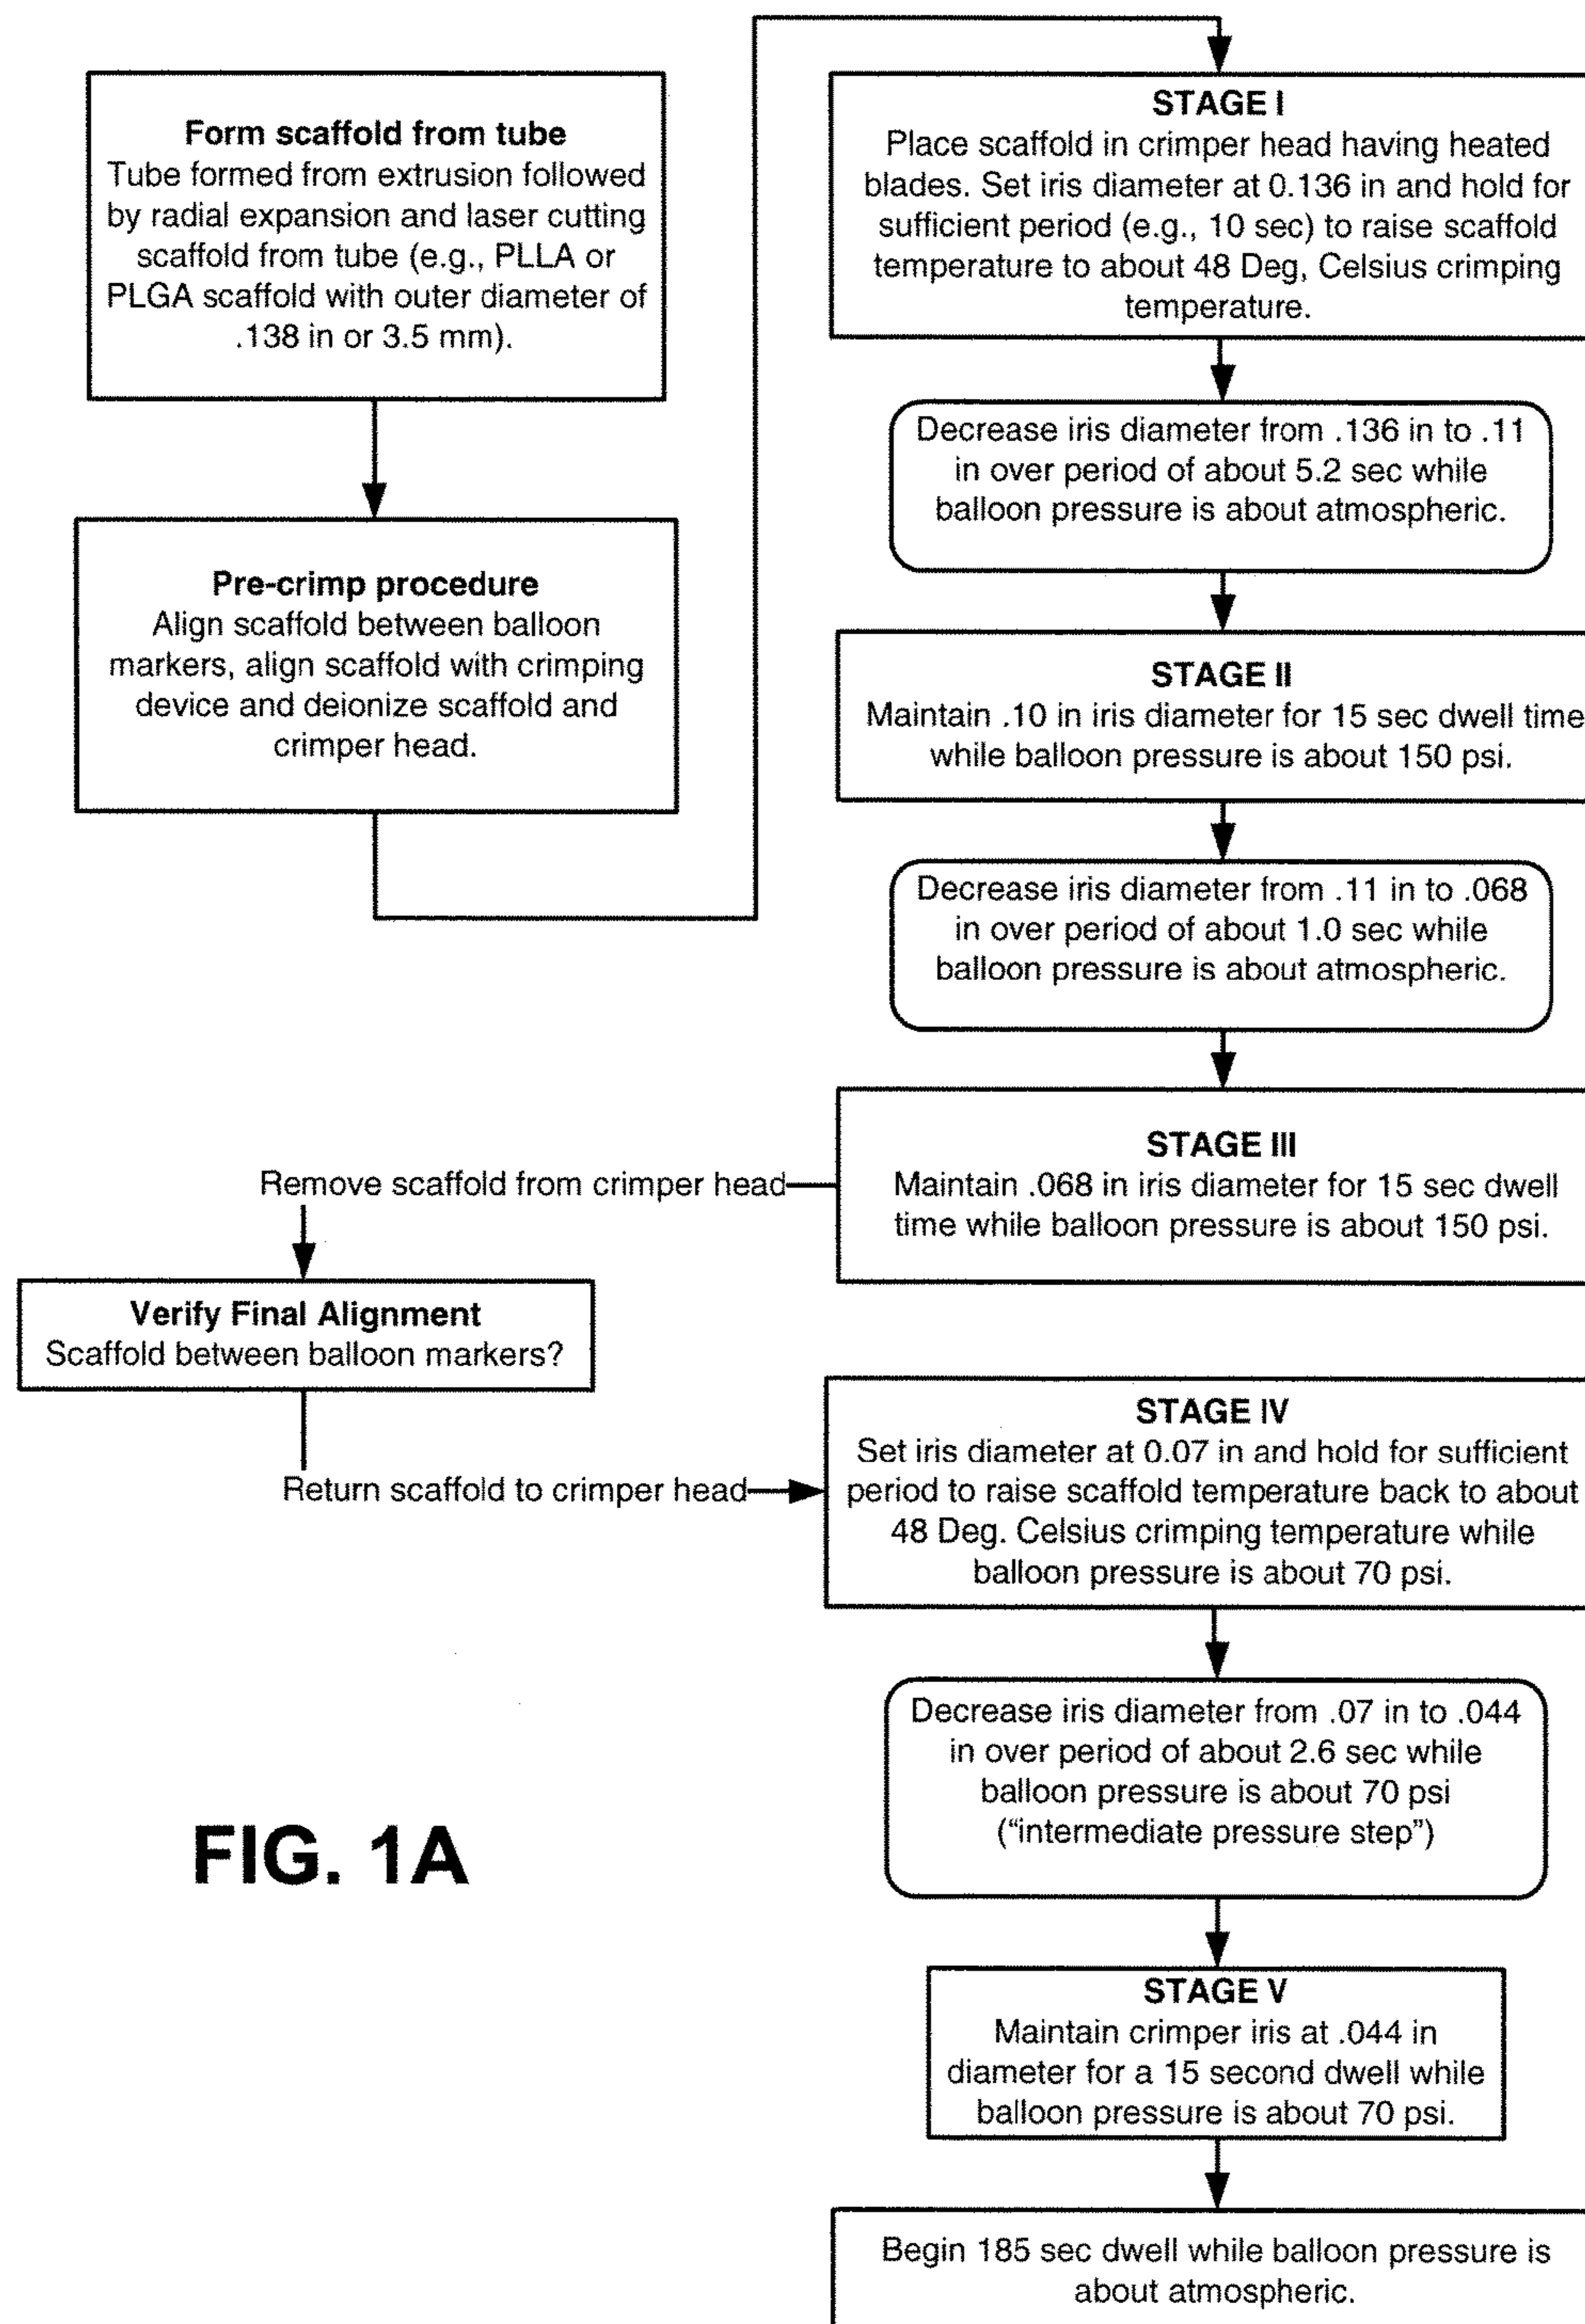 Form scaffold from tube
Tube formed from extrusion followed
by radial expansion and laser cutting
scaffold from tube (e.g., PLLA or
PLGA scaffold with outer diameter of
.138 in or 3.5 mm).
Pre-crimp procedure
Align scaffold between balloon
markers, align scaffold with crimping
device and deionize scaffold and
crimper head.
STAGE I
Place scaffold in crimper head having heated
blades. Set iris diameter at 0.136 in and hold for
sufficient period (e.g., 10 sec) to raise scaffold
temperature to about 48 Deg, Celsius crimping
temperature.
Decrease iris diameter from .136 in to .11
in over period of about 5.2 sec while
balloon pressure is about atmospheric.
STAGE II
Maintain .10 in iris diameter for 15 sec dwell time
while balloon pressure is about 150 psi.
Decrease iris diameter from .11 in to .068
in over period of about 1.0 sec while
balloon pressure is about atmospheric.
STAGE III
Maintain .068 in iris diameter for 15 sec dwell
time while balloon pressure is about 150 psi.
Remove scaffold from crimper head
Verify Final Alignment
Scaffold between balloon markers?
Return scaffold to crimper head
STAGE IV
Set iris diameter at 0.07 in and hold for sufficient
period to raise scaffold temperature back to about
48 Deg. Celsius crimping temperature while
balloon pressure is about 70 psi.
Decrease iris diameter from .07 in to .044
in over period of about 2.6 sec while
balloon pressure is about 70 psi
(“intermediate pressure step”)
STAGE V
Maintain crimper iris at .044 in
diameter for a 15 second dwell while
balloon pressure is about 70 psi.
Begin 185 sec dwell while balloon pressure is
about atmospheric.
FIG. 1A